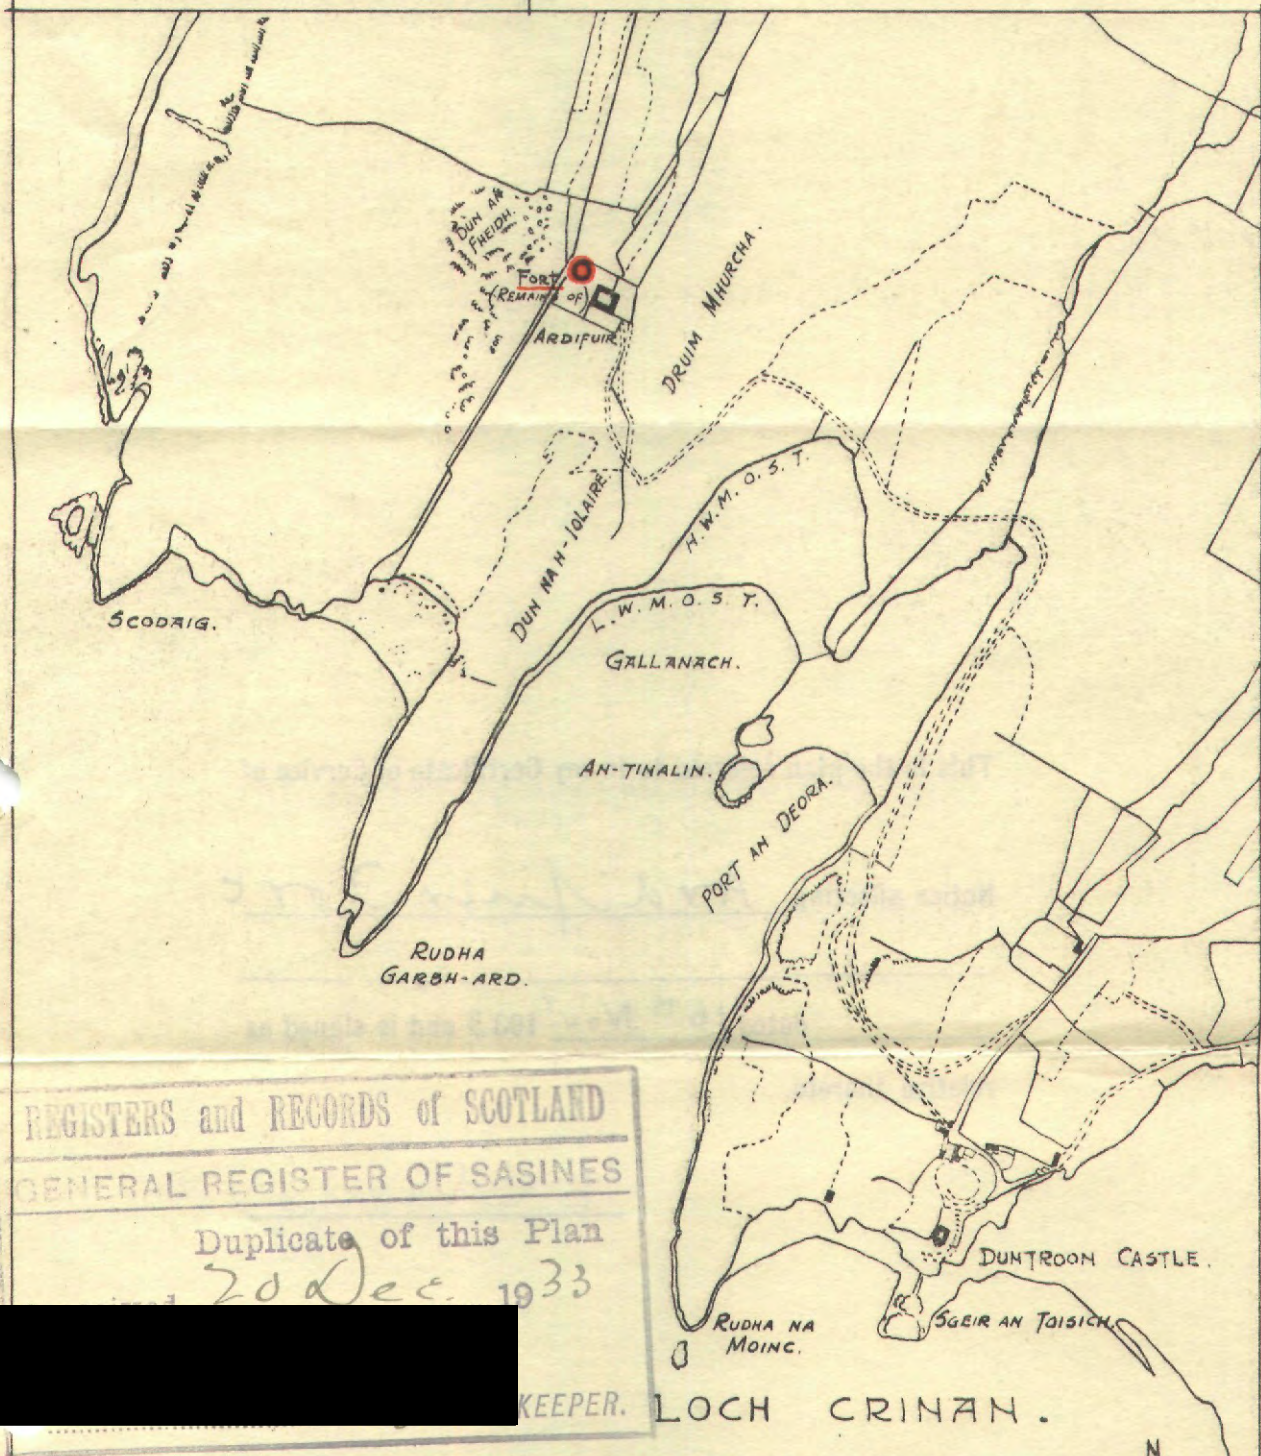 DUN AN
FHEIDH.
FORT
(REMAINS OF)
ARDIFUIR
DRUIM MHURCHA.
H. W. M. O. S. T.
DUN NA H-IOLAIRE.
L. W. M. O. S. T.
SCODAIG.
GALLANACH.
AN-TINALIN.
PORT AN DEORA.
RUDHA
GARBH-ARD.
REGISTERS and RECORDS of SCOTLAND
GENERAL REGISTER OF SASINES
Duplicate of this Plan
20 Dec. 1933
KEEPER.
DUNTROON CASTLE.
RUDHA NA
MOINC.
SGEIR AN TOISICH.
LOCH CRINAN.
N